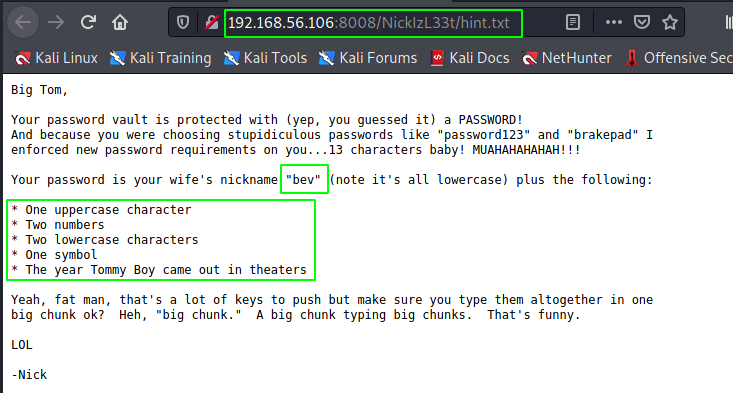 192.168.56.106:8008/NickIzL33t/hint.txt
Kali Linux Kali Training Kali Tools Kali Forums Kali Docs NetHunter Offensive Sec
Big Tom,
Your password vault is protected with (yep, you guessed it) a PASSWORD!
And because you were choosing stupidiculous passwords like "password123" and "brakepad" I
enforced new password requirements on you...13 characters baby! MUAHAHAHAHAH!!!
Your password is your wife's nickname "bev" (note it's all lowercase) plus the following:
* One uppercase character
* Two numbers
* Two lowercase characters
* One symbol
* The year Tommy Boy came out in theaters
Yeah, fat man, that's a lot of keys to push but make sure you type them altogether in one
big chunk ok? Heh, "big chunk." A big chunk typing big chunks. That's funny.
LOL
-Nick